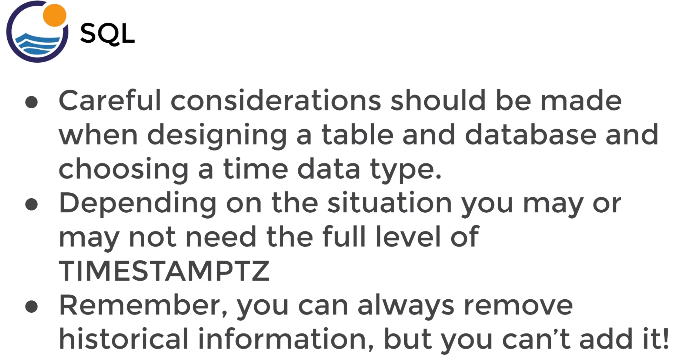 SQL
● Careful considerations should be made
when designing a table and database and
choosing a time data type.
● Depending on the situation you may or
may not need the full level of
TIMESTAMPTZ
● Remember, you can always remove
historical information, but you can’t add it!